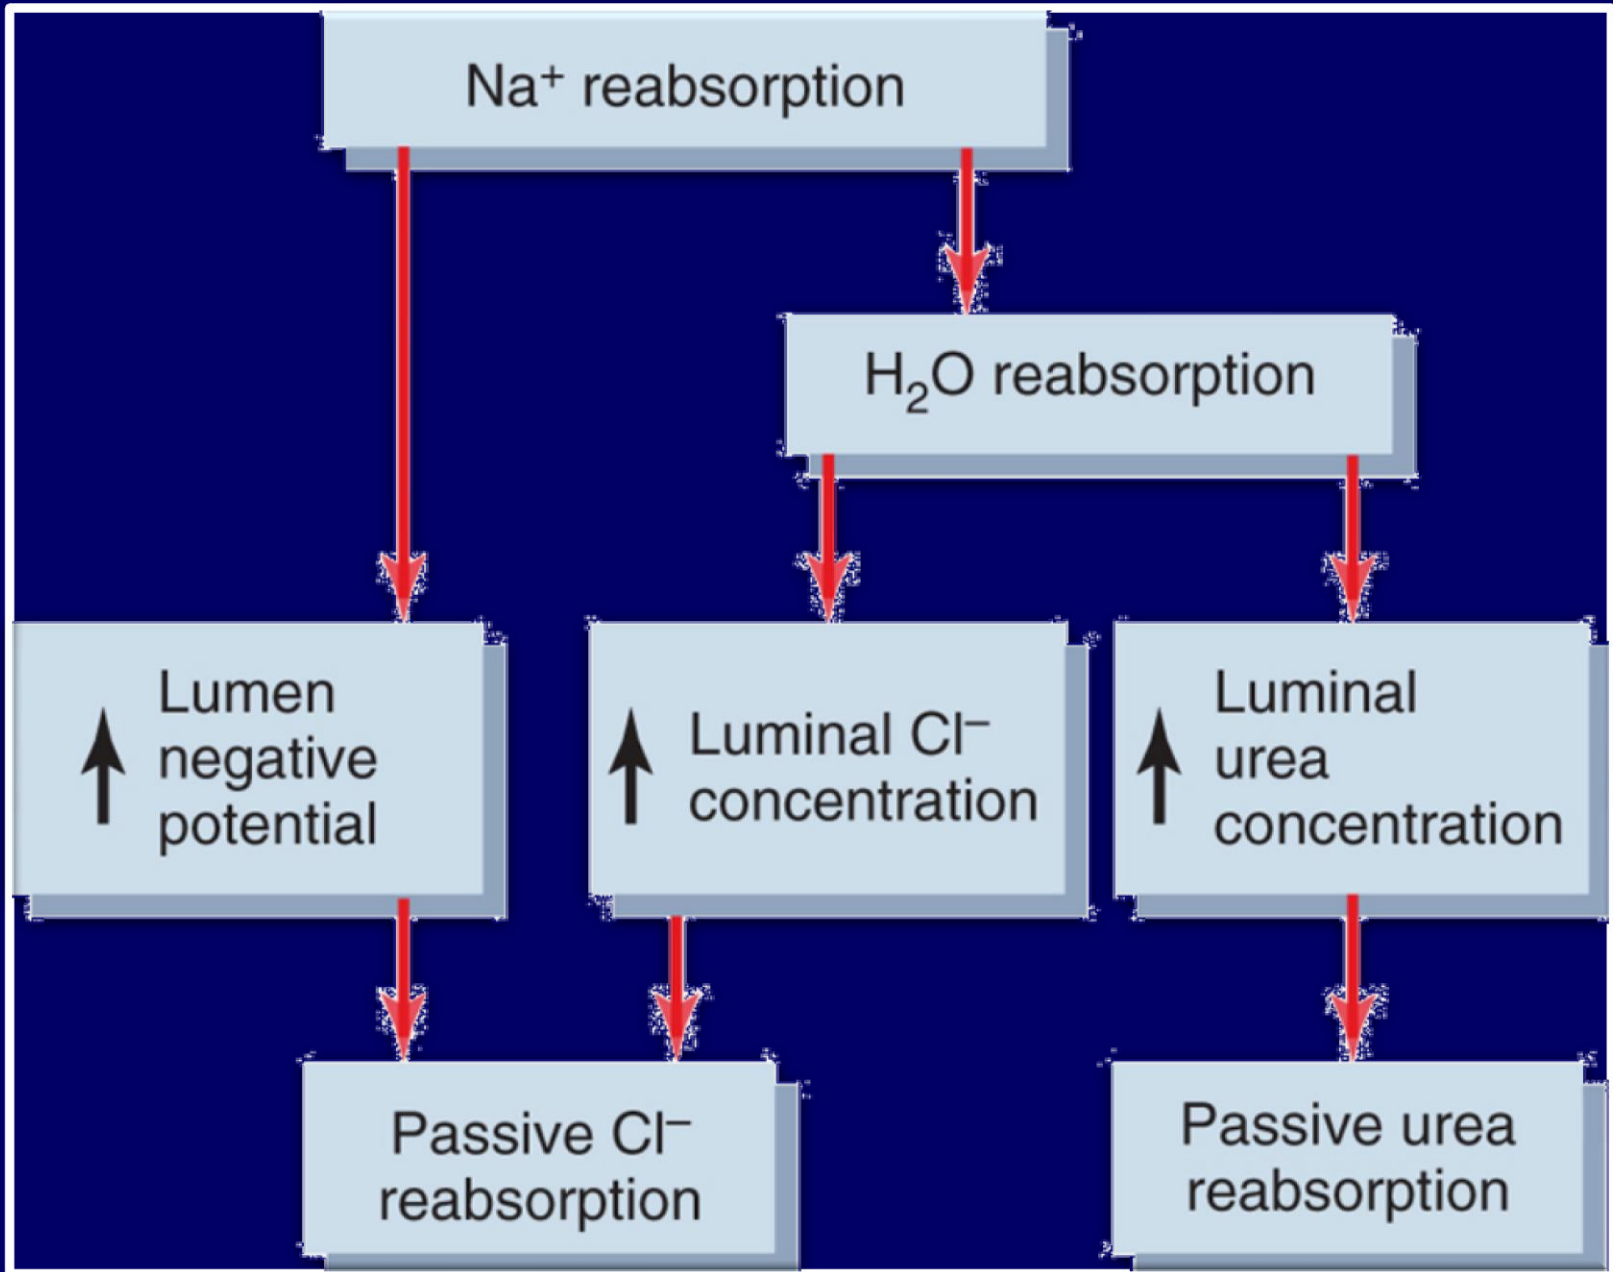 Na⁺ reabsorption
H₂O reabsorption
Lumen
negative
potential
Luminal Cl⁻
concentration
Luminal
urea
concentration
Passive Cl⁻
reabsorption
Passive urea
reabsorption